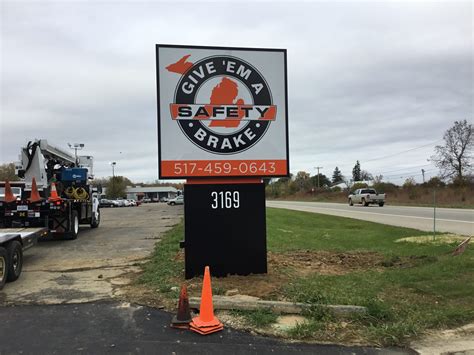 GIVE 'EM A
SAFETY
BRAKE
517-459-0643
3169